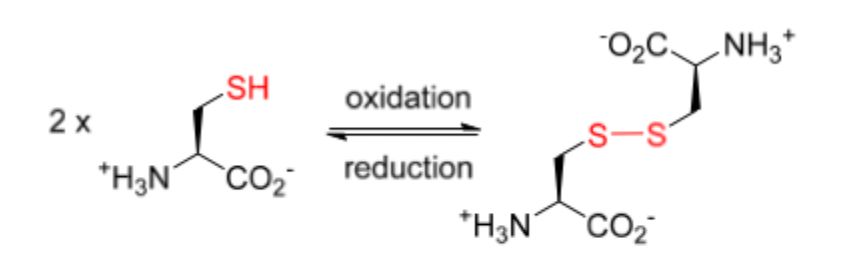 ⁻O₂C NH₃⁺
SH
2 x oxidation
S—S
reduction
⁺H₃N CO₂⁻
⁺H₃N CO₂⁻